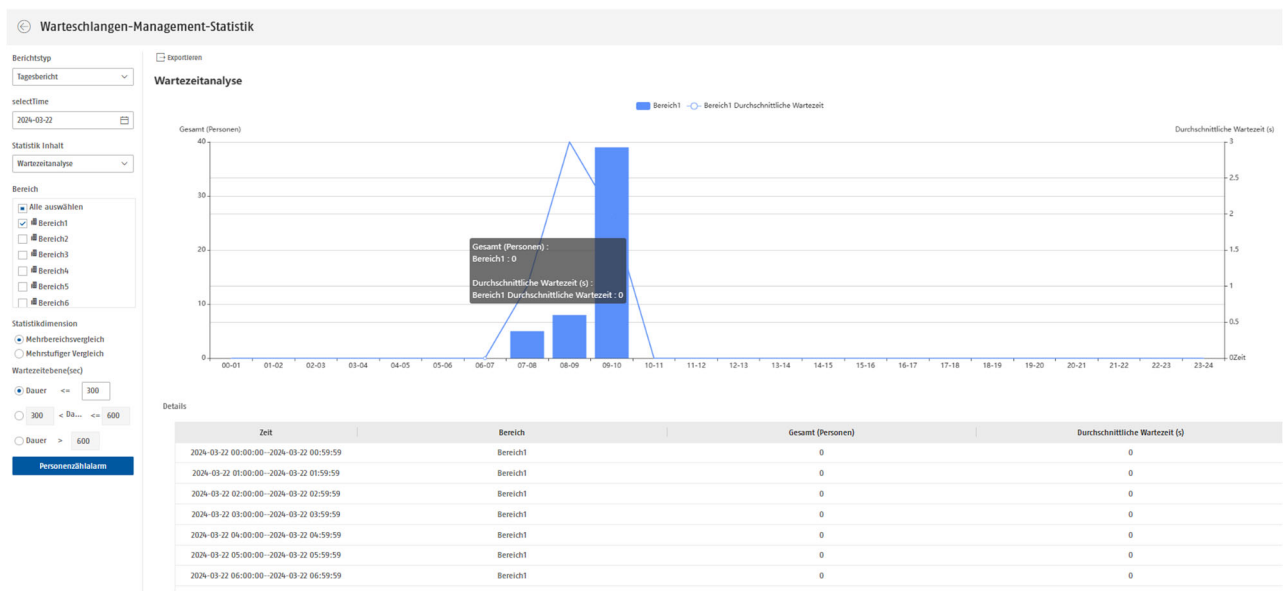 Warteschlangen-Management-Statistik
Berichtstyp
Tagesbericht
selectTime
2024-03-22
Statistik Inhalt
Wartezeitanalyse
Bereich
Alle auswählen
Bereich1
Bereich2
Bereich3
Bereich4
Bereich5
Bereich6
Statistikdimension
Mehrbereichsvergleich
Mehrstufiger Vergleich
Wartezeitebene(sec)
Dauer <= 300
300 < Da... <= 600
Dauer > 600
Personenzählalarm
Exportieren
Wartezeitanalyse
Bereich1 Bereich1 Durchschnittliche Wartezeit
Gesamt (Personen) Durchschnittliche Wartezeit (s)
40 3
2.5
30
2
20 1.5
1
10
0.5
0 0Zeit
Gesamt (Personen) :
Bereich1 : 0
Durchschnittliche Wartezeit (s) :
Bereich1 Durchschnittliche Wartezeit : 0
00-01 01-02 02-03 03-04 04-05 05-06 06-07 07-08 08-09 09-10 10-11 11-12 12-13 13-14 14-15 15-16 16-17 17-18 18-19 19-20 20-21 21-22 22-23 23-24
Details
Zeit Bereich Gesamt (Personen) Durchschnittliche Wartezeit (s)
2024-03-22 00:00:00--2024-03-22 00:59:59 Bereich1 0 0
2024-03-22 01:00:00--2024-03-22 01:59:59 Bereich1 0 0
2024-03-22 02:00:00--2024-03-22 02:59:59 Bereich1 0 0
2024-03-22 03:00:00--2024-03-22 03:59:59 Bereich1 0 0
2024-03-22 04:00:00--2024-03-22 04:59:59 Bereich1 0 0
2024-03-22 05:00:00--2024-03-22 05:59:59 Bereich1 0 0
2024-03-22 06:00:00--2024-03-22 06:59:59 Bereich1 0 0